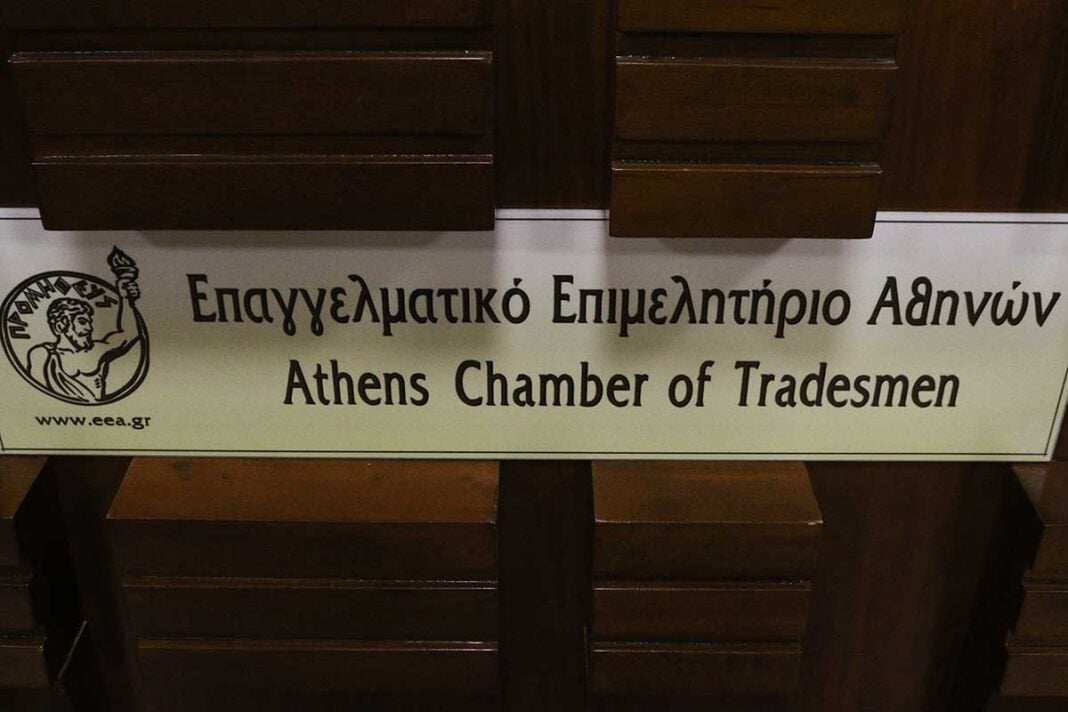 ΠΡΟΜΗΘΕΥΣ
Επαγγελματικό Επιμελητήριο Αθηνών
Athens Chamber of Tradesmen
www.eea.gr